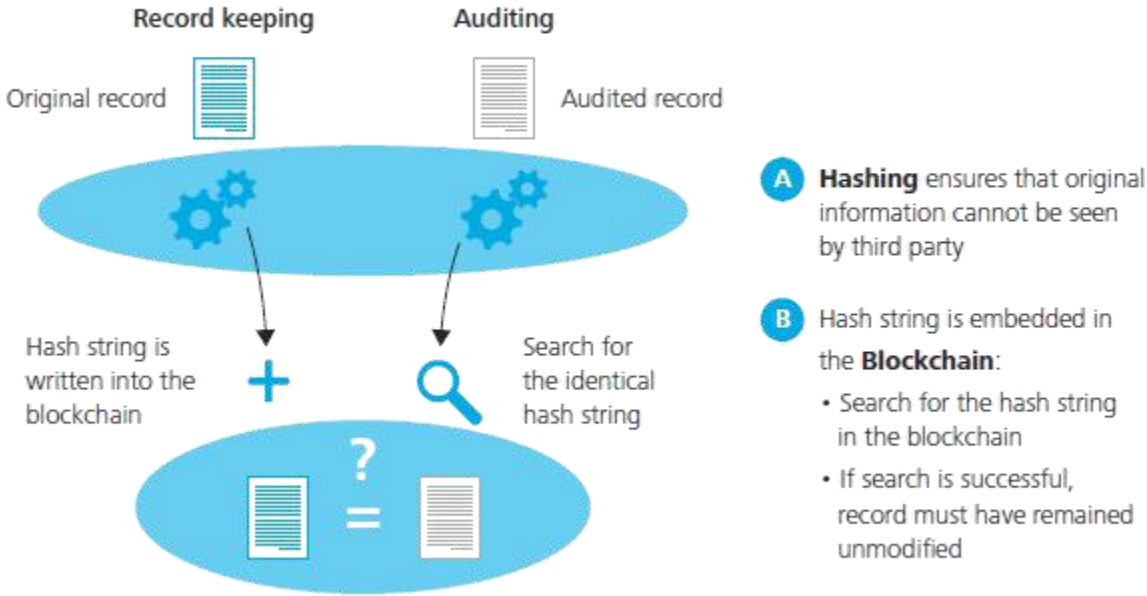 Record keeping
Auditing
Original record
Audited record
A
Hashing ensures that original
information cannot be seen
by third party
Hash string is
written into the
blockchain
+
Search for
the identical
hash string
?
=
B
Hash string is embedded in
the Blockchain:
• Search for the hash string
in the blockchain
• If search is successful,
record must have remained
unmodified